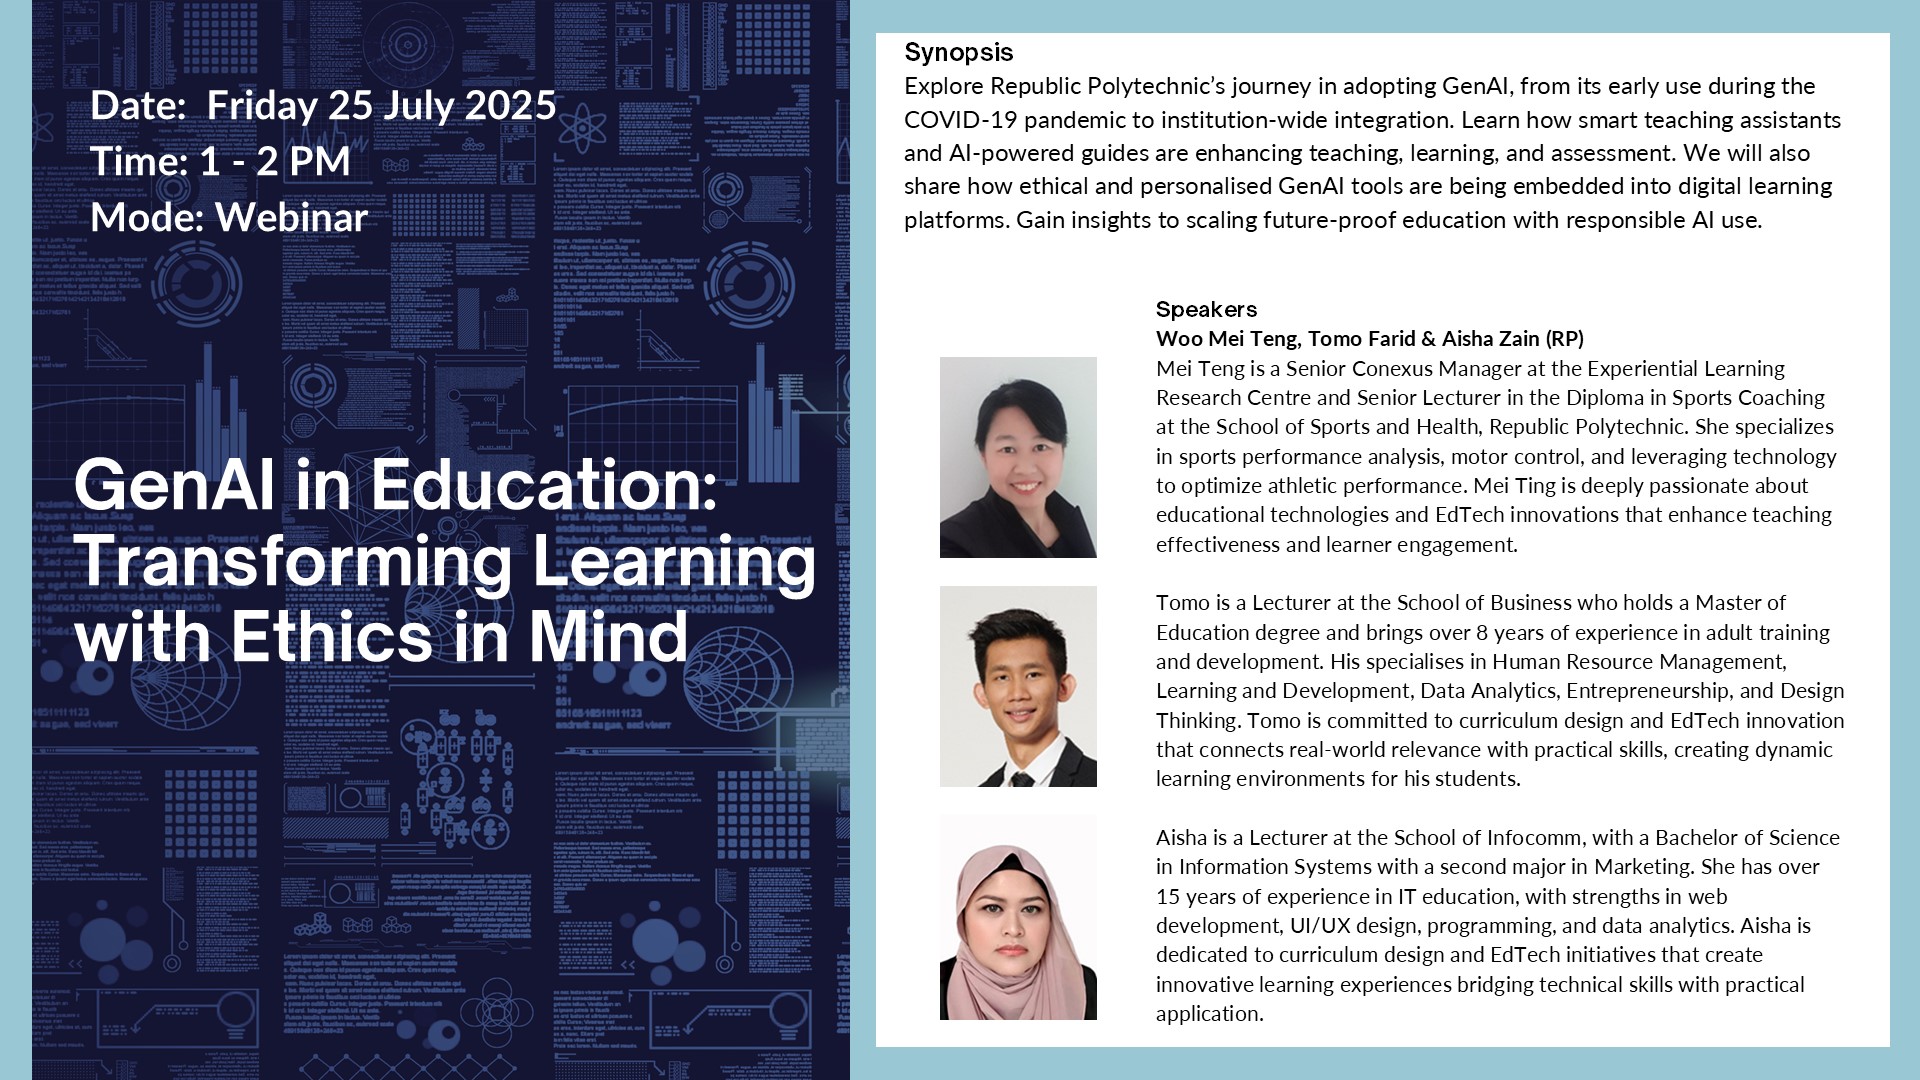 Date:  Friday 25 July 2025
Time: 1 - 2 PM
Mode: Webinar
GenAI in Education:
Transforming Learning
with Ethics in Mind
Synopsis
Explore Republic Polytechnic’s journey in adopting GenAI, from its early use during the
COVID-19 pandemic to institution-wide integration. Learn how smart teaching assistants
and AI-powered guides are enhancing teaching, learning, and assessment. We will also
share how ethical and personalised GenAI tools are being embedded into digital learning
platforms. Gain insights to scaling future-proof education with responsible AI use.
Speakers
Woo Mei Teng, Tomo Farid & Aisha Zain (RP)
Mei Teng is a Senior Conexus Manager at the Experiential Learning
Research Centre and Senior Lecturer in the Diploma in Sports Coaching
at the School of Sports and Health, Republic Polytechnic. She specializes
in sports performance analysis, motor control, and leveraging technology
to optimize athletic performance. Mei Ting is deeply passionate about
educational technologies and EdTech innovations that enhance teaching
effectiveness and learner engagement.
Tomo is a Lecturer at the School of Business who holds a Master of
Education degree and brings over 8 years of experience in adult training
and development. His specialises in Human Resource Management,
Learning and Development, Data Analytics, Entrepreneurship, and Design
Thinking. Tomo is committed to curriculum design and EdTech innovation
that connects real-world relevance with practical skills, creating dynamic
learning environments for his students.
Aisha is a Lecturer at the School of Infocomm, with a Bachelor of Science
in Information Systems with a second major in Marketing. She has over
15 years of experience in IT education, with strengths in web
development, UI/UX design, programming, and data analytics. Aisha is
dedicated to curriculum design and EdTech initiatives that create
innovative learning experiences bridging technical skills with practical
application.